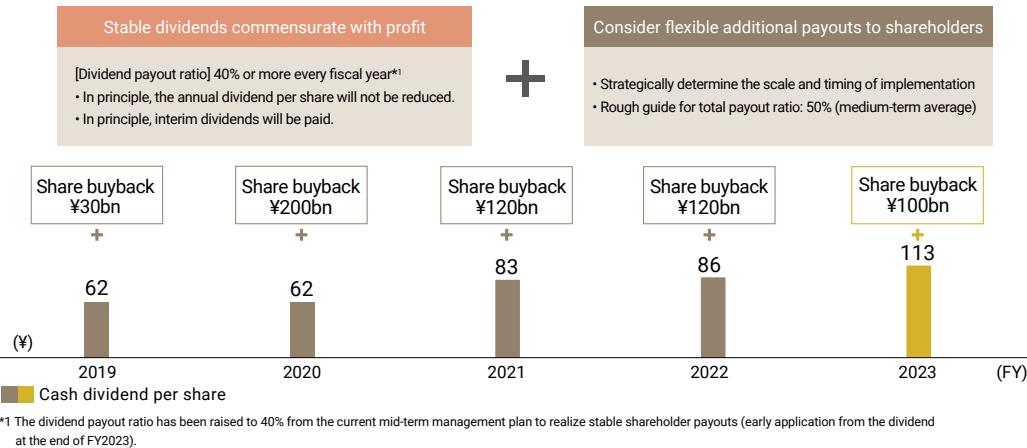 Stable dividends commensurate with profit
[Dividend payout ratio] 40% or more every fiscal year*1
• In principle, the annual dividend per share will not be reduced.
• In principle, interim dividends will be paid.
+
Consider flexible additional payouts to shareholders
• Strategically determine the scale and timing of implementation
• Rough guide for total payout ratio: 50% (medium-term average)
Share buyback
¥30bn
+
62
Share buyback
¥200bn
+
62
Share buyback
¥120bn
+
83
Share buyback
¥120bn
+
86
Share buyback
¥100bn
+
113
(¥)
2019 2020 2021 2022 2023 (FY)
Cash dividend per share
*1 The dividend payout ratio has been raised to 40% from the current mid-term management plan to realize stable shareholder payouts (early application from the dividend
at the end of FY2023).